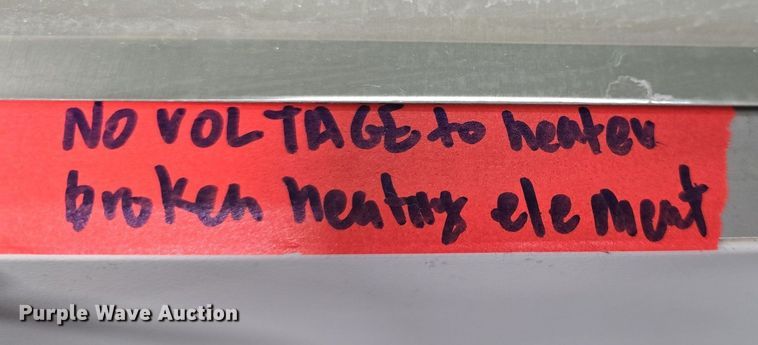 NO VOLTAGE to heater
broken heating element
Purple Wave Auction